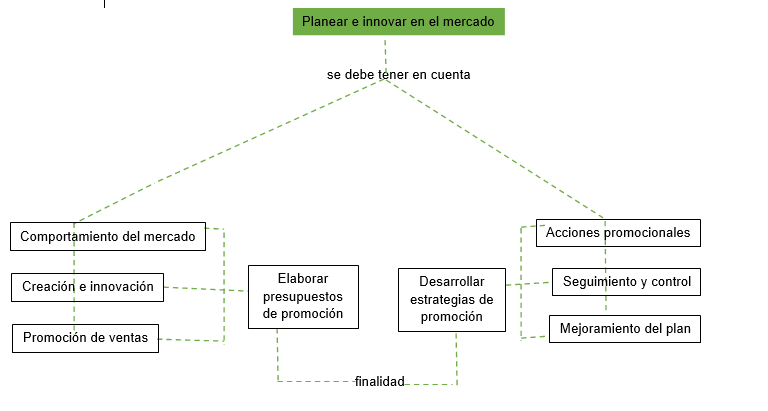 Planear e innovar en el mercado
se debe tener en cuenta
Comportamiento del mercado
Creación e innovación
Promoción de ventas
Elaborar
presupuestos
de promoción
Desarrollar
estrategias de
promoción
Acciones promocionales
Seguimiento y control
Mejoramiento del plan
finalidad